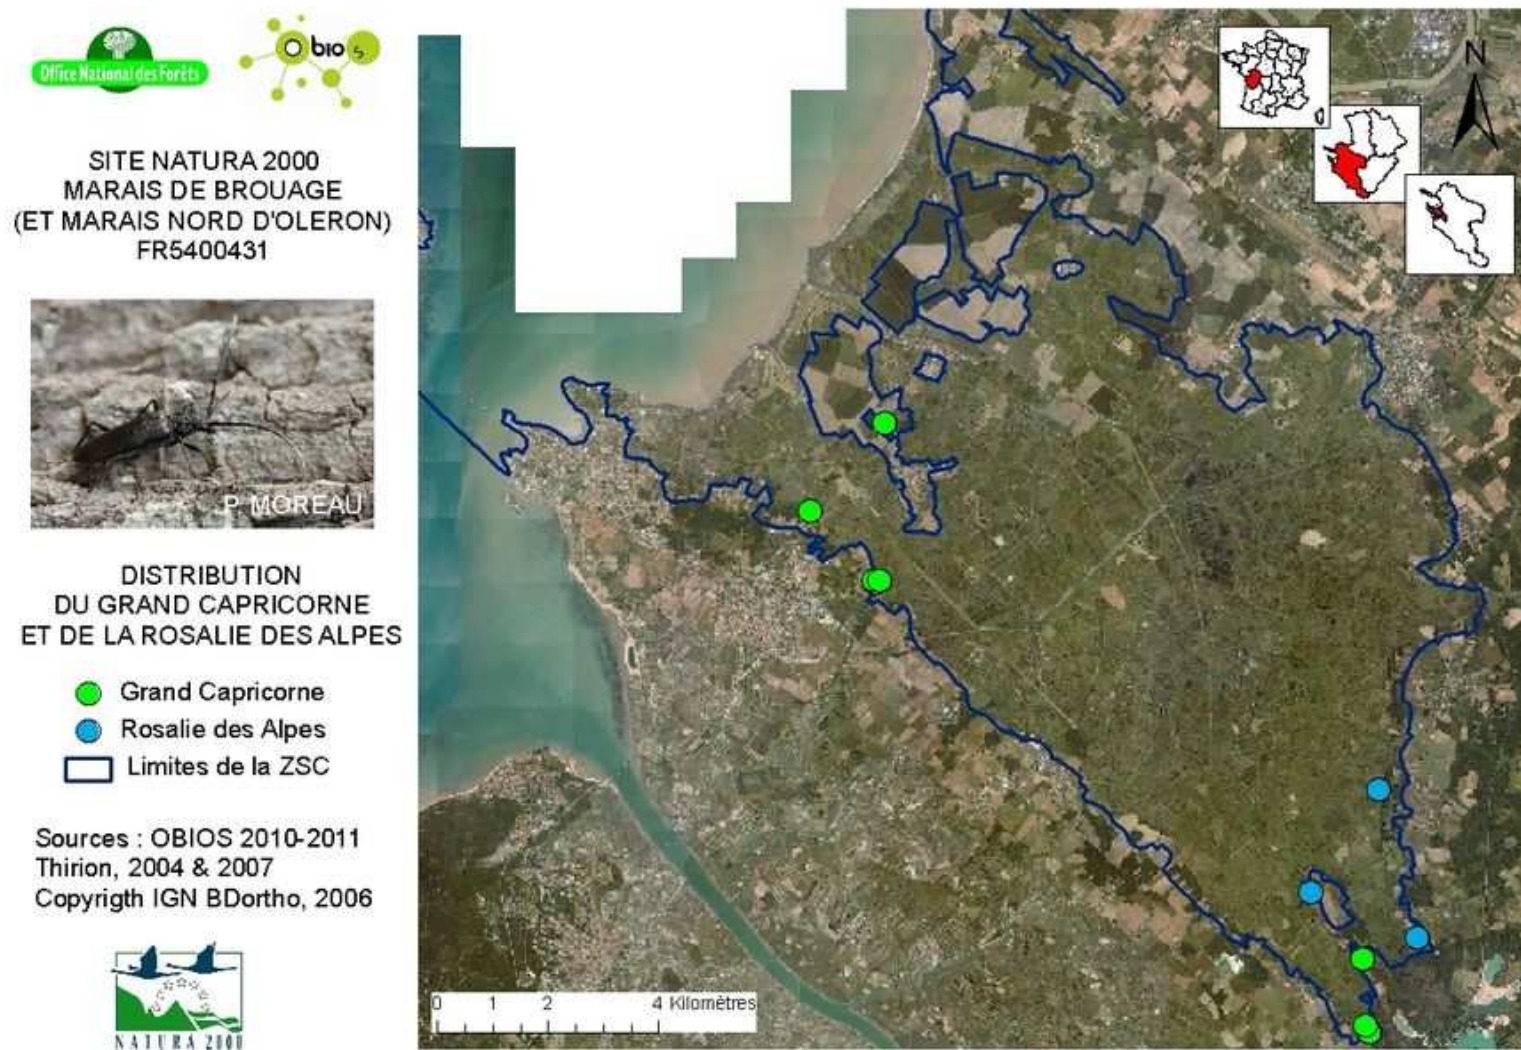 Office National des Forêts
Obios
SITE NATURA 2000
MARAIS DE BROUAGE
(ET MARAIS NORD D'OLERON)
FR5400431
P. MOREAU
DISTRIBUTION
DU GRAND CAPRICORNE
ET DE LA ROSALIE DES ALPES
Grand Capricorne
Rosalie des Alpes
Limites de la ZSC
Sources : OBIOS 2010-2011
Thirion, 2004 & 2007
Copyrigth IGN BDortho, 2006
NATURA 2000
N
0 1 2 4 Kilomètres